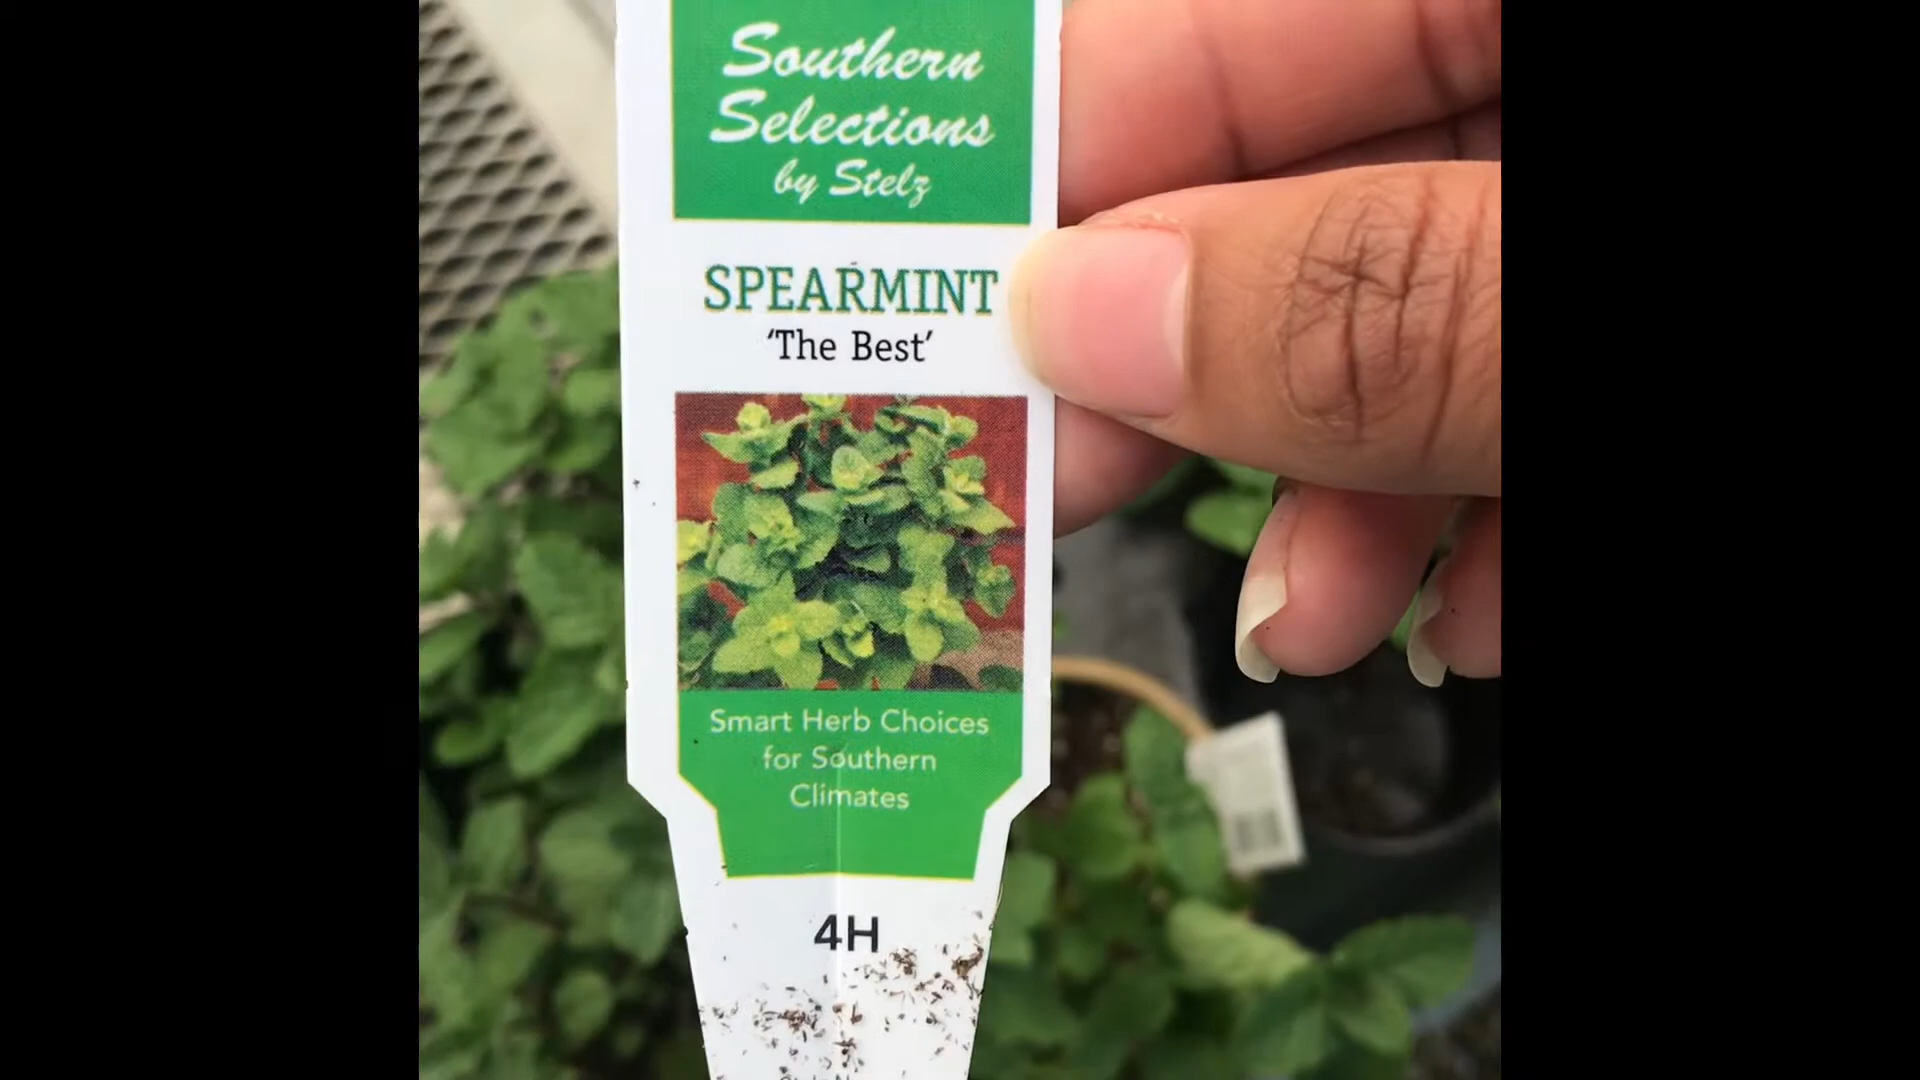 Southern
Selections
by Stelz
SPEARMINT
‘The Best’
Smart Herb Choices
for Southern
Climates
4H